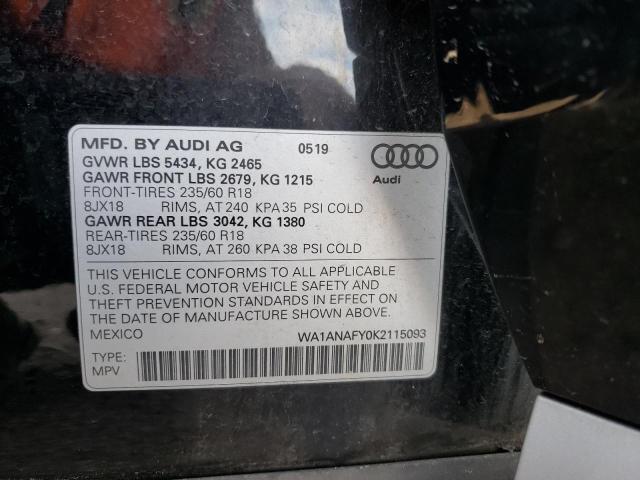 MFD. BY AUDI AG 0519
GVWR LBS 5434, KG 2465
GAWR FRONT LBS 2679, KG 1215
FRONT-TIRES 235/60 R18
8JX18 RIMS, AT 240 KPA 35 PSI COLD
GAWR REAR LBS 3042, KG 1380
REAR-TIRES 235/60 R18
8JX18 RIMS, AT 260 KPA 38 PSI COLD
Audi
THIS VEHICLE CONFORMS TO ALL APPLICABLE
U.S. FEDERAL MOTOR VEHICLE SAFETY AND
THEFT PREVENTION STANDARDS IN EFFECT ON
THE DATE OF MANUFACTURE SHOWN ABOVE.
MEXICO WA1ANAFY0K2115093
TYPE:
MPV